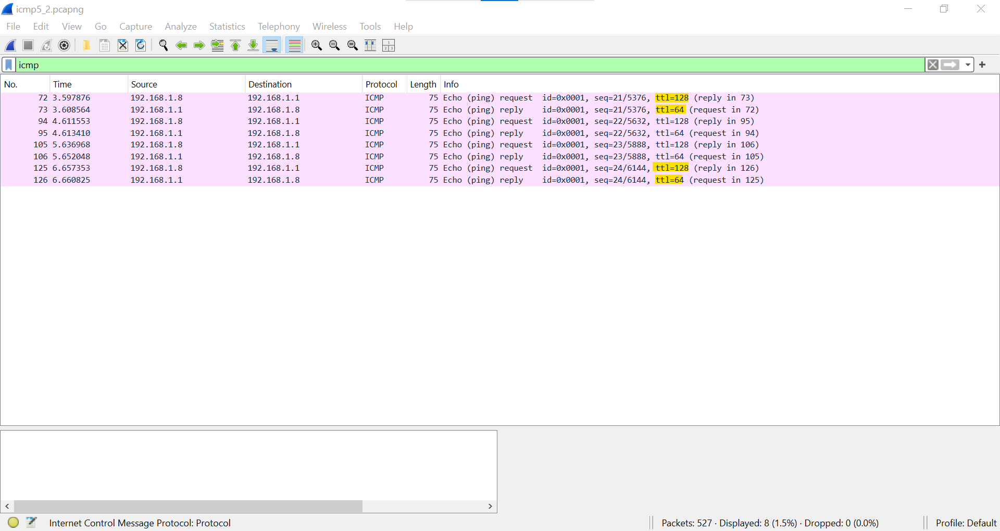 icmp5_2.pcapng
File Edit View Go Capture Analyze Statistics Telephony Wireless Tools Help
icmp
No. Time Source Destination Protocol Length Info
72 3.597876 192.168.1.8 192.168.1.1 ICMP 75 Echo (ping) request id=0x0001, seq=21/5376, ttl=128 (reply in 73)
73 3.608564 192.168.1.1 192.168.1.8 ICMP 75 Echo (ping) reply id=0x0001, seq=21/5376, ttl=64 (request in 72)
94 4.611553 192.168.1.8 192.168.1.1 ICMP 75 Echo (ping) request id=0x0001, seq=22/5632, ttl=128 (reply in 95)
95 4.613410 192.168.1.1 192.168.1.8 ICMP 75 Echo (ping) reply id=0x0001, seq=22/5632, ttl=64 (request in 94)
105 5.636968 192.168.1.8 192.168.1.1 ICMP 75 Echo (ping) request id=0x0001, seq=23/5888, ttl=128 (reply in 106)
106 5.652048 192.168.1.1 192.168.1.8 ICMP 75 Echo (ping) reply id=0x0001, seq=23/5888, ttl=64 (request in 105)
125 6.657353 192.168.1.8 192.168.1.1 ICMP 75 Echo (ping) request id=0x0001, seq=24/6144, ttl=128 (reply in 126)
126 6.660825 192.168.1.1 192.168.1.8 ICMP 75 Echo (ping) reply id=0x0001, seq=24/6144, ttl=64 (request in 125)
Internet Control Message Protocol: Protocol
Packets: 527 · Displayed: 8 (1.5%) · Dropped: 0 (0.0%)
Profile: Default